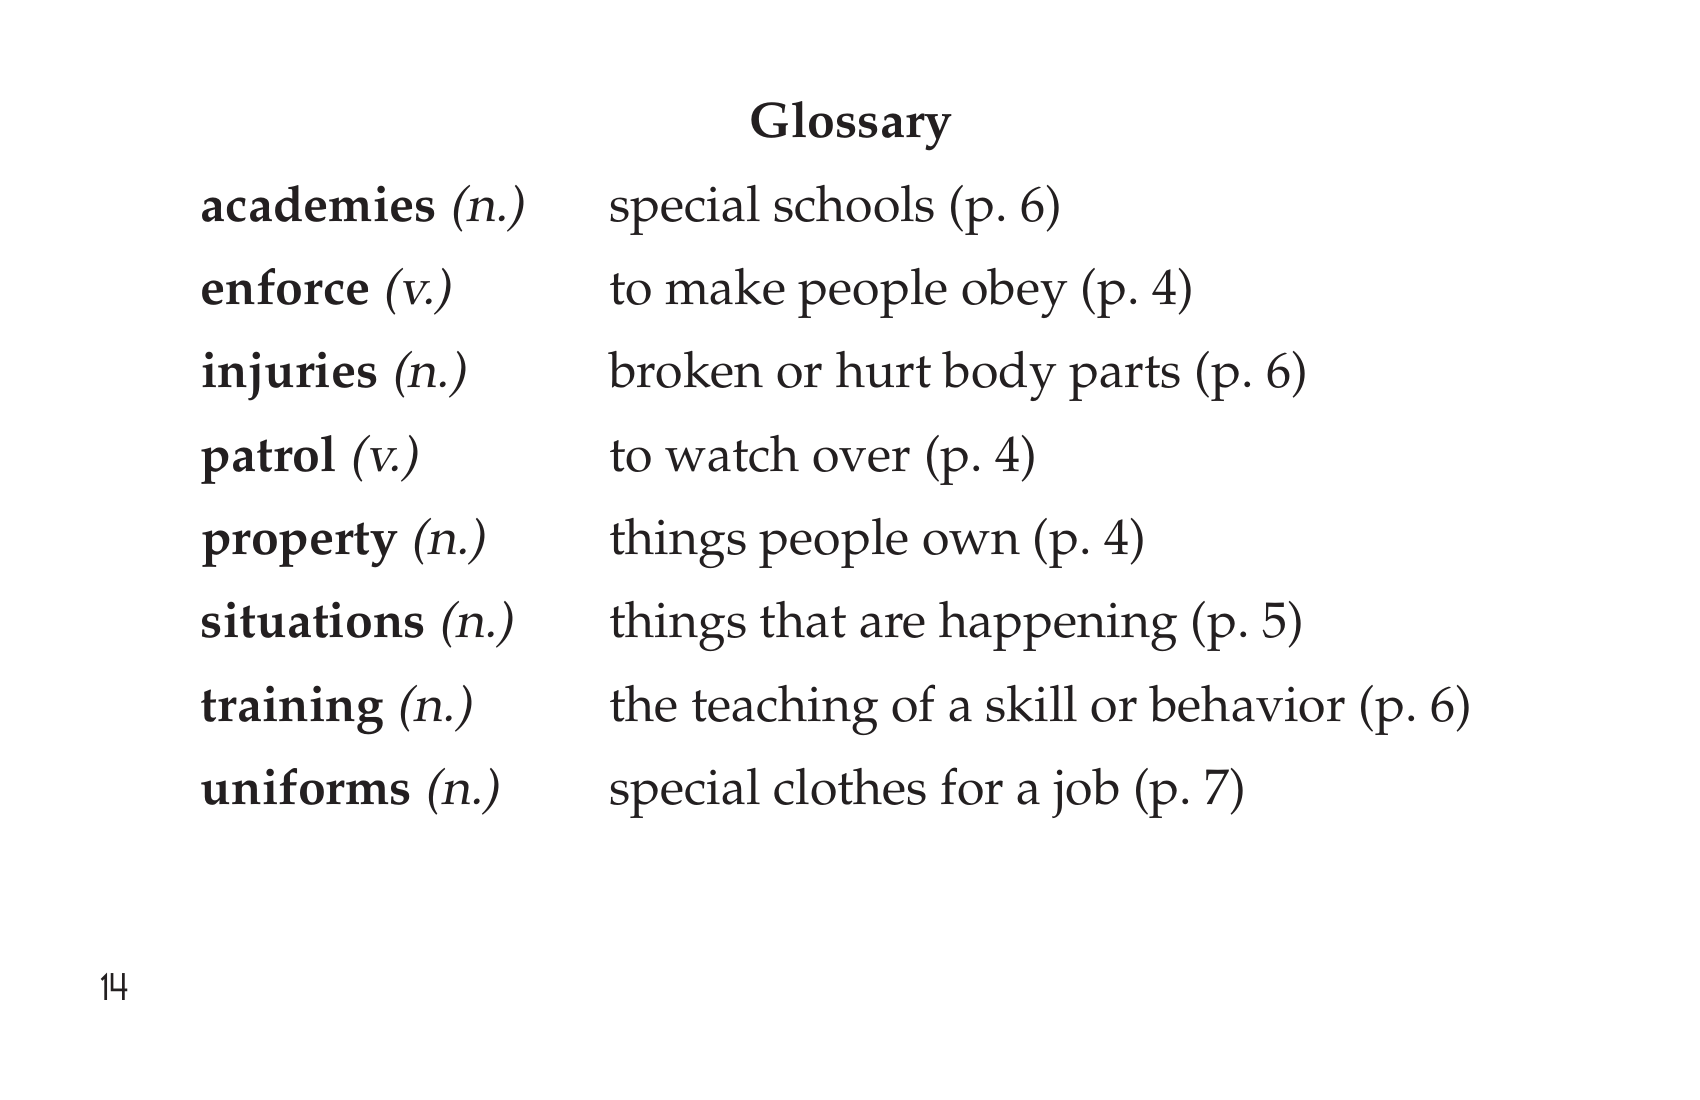 Glossary
academies (n.) special schools (p. 6)
enforce (v.) to make people obey (p. 4)
injuries (n.) broken or hurt body parts (p. 6)
patrol (v.) to watch over (p. 4)
property (n.) things people own (p. 4)
situations (n.) things that are happening (p. 5)
training (n.) the teaching of a skill or behavior (p. 6)
uniforms (n.) special clothes for a job (p. 7)
14